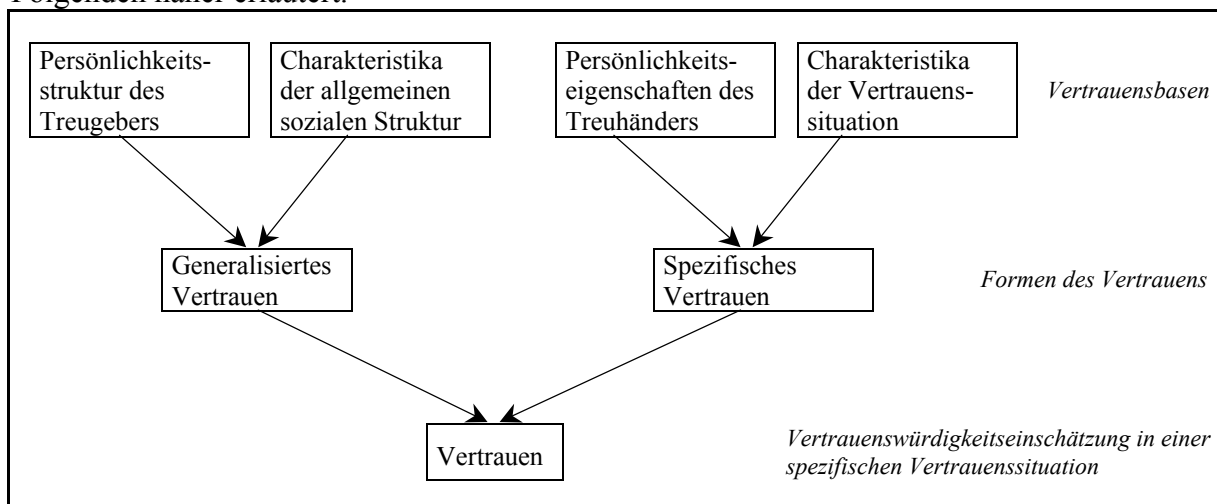 Folgenden näher erläutert.
Persönlichkeits-
struktur des
Treugebers
Charakteristika
der allgemeinen
sozialen Struktur
Persönlichkeits-
eigenschaften des
Treuhänders
Charakteristika
der Vertrauens-
situation
Vertrauensbasen
Generalisiertes
Vertrauen
Spezifisches
Vertrauen
Formen des Vertrauens
Vertrauen
Vertrauenswürdigkeitseinschätzung in einer
spezifischen Vertrauenssituation